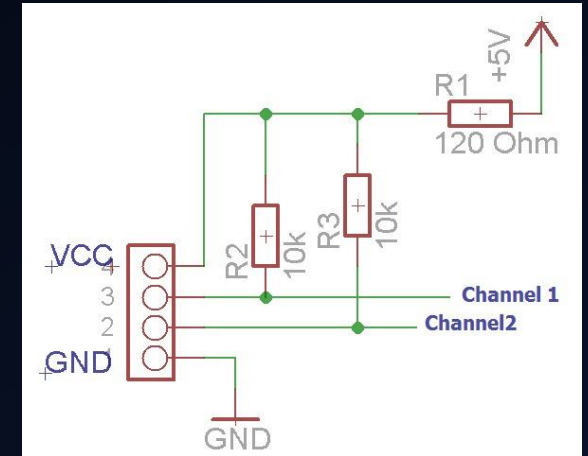 +5V
R1
120 Ohm
R2
10k
R3
10k
VCC
4
3
2
1
GND
Channel 1
Channel2
GND